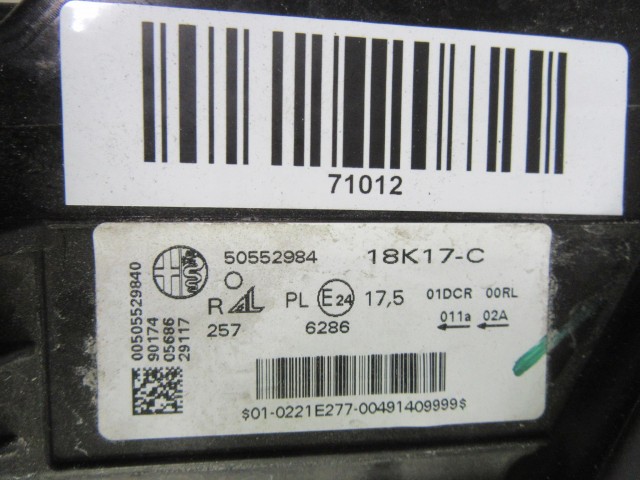 71012
50552984 18K17-C
R PL E24 17,5 01DCR 00RL
257 6286 011a 02A
00505529840
90174
05686
29117
$01-0221E277-00491409999$